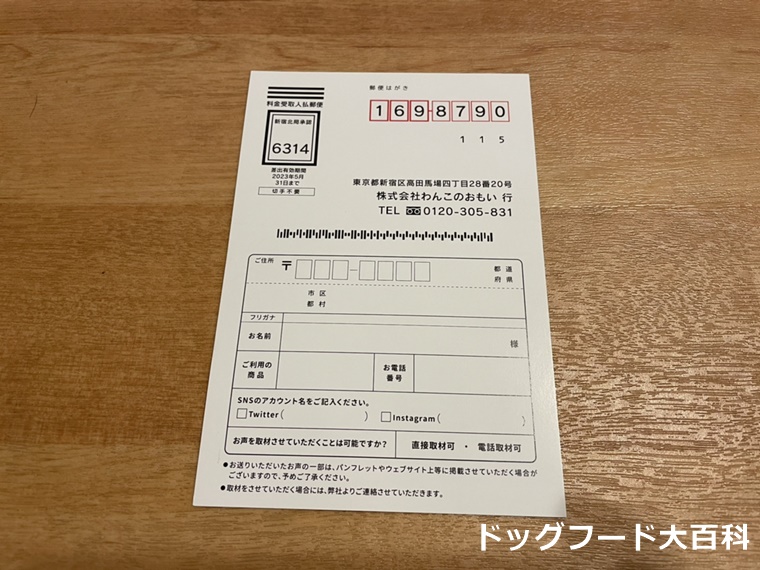 郵便はがき
料金受取人払郵便
1698790
新宿北局承認
6314
115
差出有効期間
2023年5月
31日まで
切手不要
東京都新宿区高田馬場四丁目28番20号
株式会社わんこのおもい 行
TEL 0120-305-831
ご住所 〒 - 都道
府県
市区
郡村
フリガナ
お名前 様
ご利用の
商品
お電話
番号
SNSのアカウント名をご記入ください。
□Twitter( ) □Instagram( )
お声を取材させていただくことは可能ですか? 直接取材可 ・ 電話取材可
●お送りいただいたお声の一部は、パンフレットやウェブサイト上等に掲載させていただく場合が
ございますので、予めご了承ください。
●取材をさせていただく場合には、弊社よりご連絡させていただきます。
ドッグフード大百科